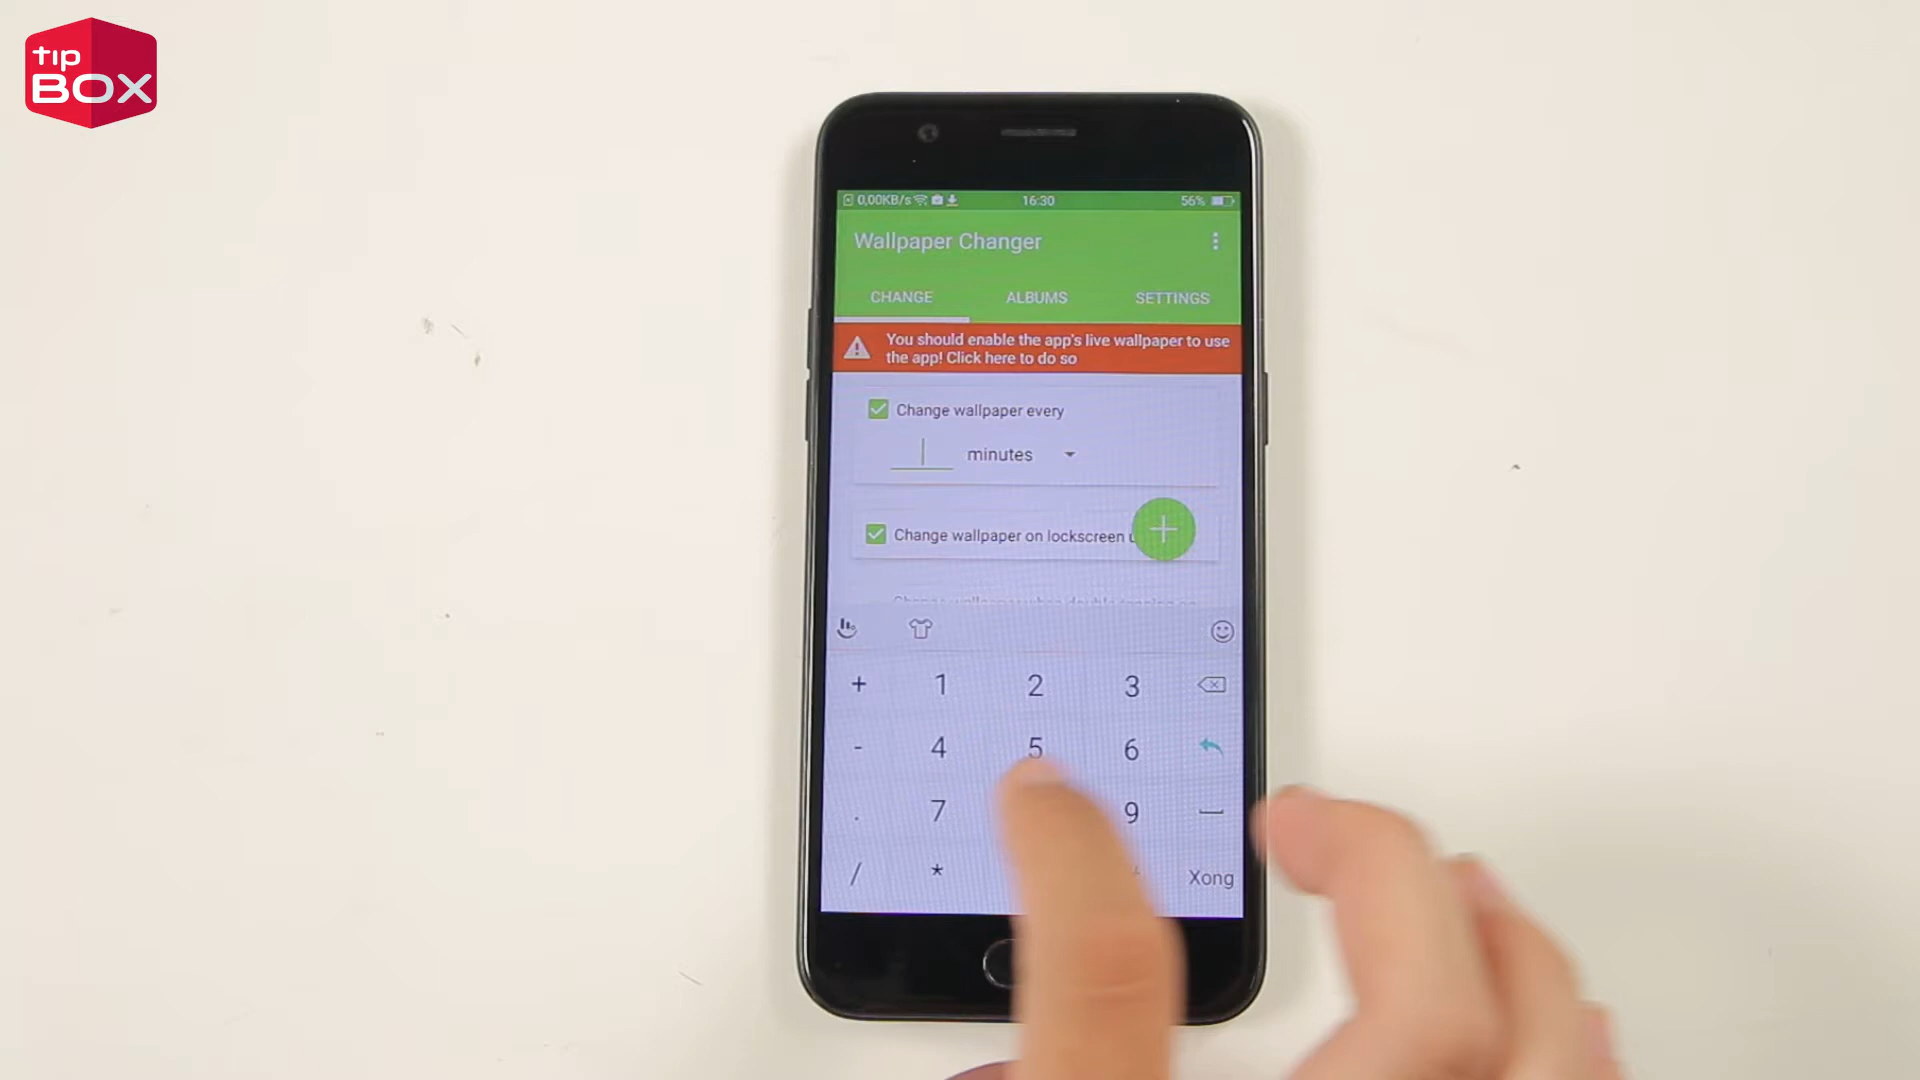 tip
BOX
0,00KB/s
16:30
56%
Wallpaper Changer
CHANGE
ALBUMS
SETTINGS
You should enable the app's live wallpaper to use
the app! Click here to do so
Change wallpaper every
minutes
Change wallpaper on lockscreen
+ 1 2 3
- 4 5 6
. 7 9
/ * Xong